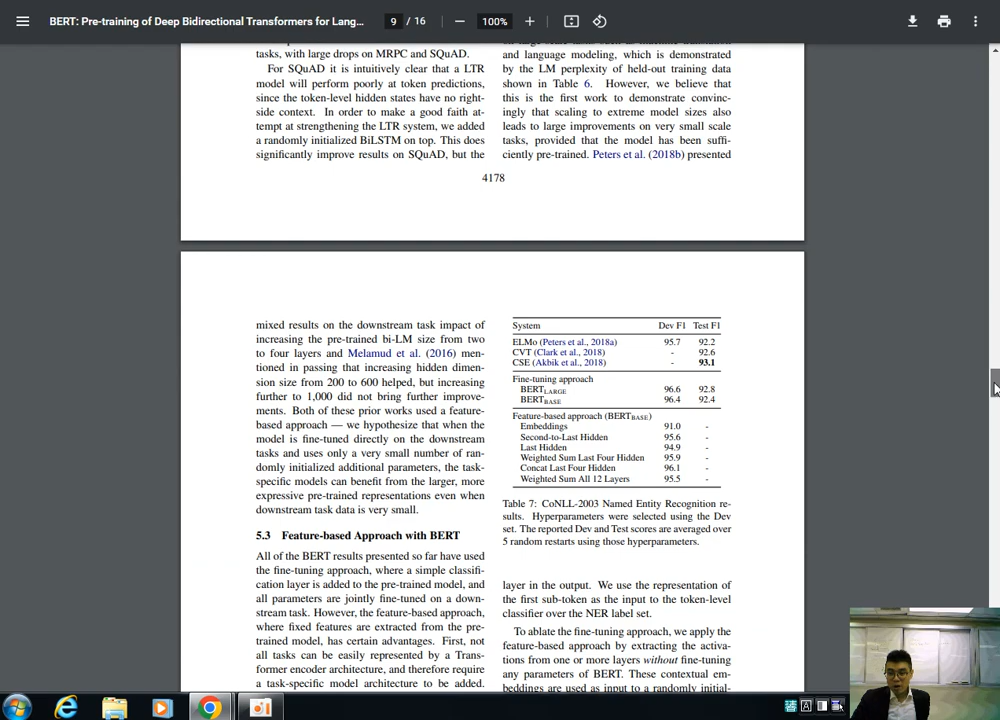 BERT: Pre-training of Deep Bidirectional Transformers for Lang...
9 / 16
100%
tasks, with large drops on MRPC and SQuAD.
For SQuAD it is intuitively clear that a LTR
model will perform poorly at token predictions,
since the token-level hidden states have no right-
side context. In order to make a good faith at-
tempt at strengthening the LTR system, we added
a randomly initialized BiLSTM on top. This does
significantly improve results on SQuAD, but the
and language modeling, which is demonstrated
by the LM perplexity of held-out training data
shown in Table 6. However, we believe that
this is the first work to demonstrate convinc-
ingly that scaling to extreme model sizes also
leads to large improvements on very small scale
tasks, provided that the model has been suffi-
ciently pre-trained. Peters et al. (2018b) presented
4178
mixed results on the downstream task impact of
increasing the pre-trained bi-LM size from two
to four layers and Melamud et al. (2016) men-
tioned in passing that increasing hidden dimen-
sion size from 200 to 600 helped, but increasing
further to 1,000 did not bring further improve-
ments. Both of these prior works used a feature-
based approach — we hypothesize that when the
model is fine-tuned directly on the downstream
tasks and uses only a very small number of ran-
domly initialized additional parameters, the task-
specific models can benefit from the larger, more
expressive pre-trained representations even when
downstream task data is very small.
5.3 Feature-based Approach with BERT
All of the BERT results presented so far have used
the fine-tuning approach, where a simple classifi-
cation layer is added to the pre-trained model, and
all parameters are jointly fine-tuned on a down-
stream task. However, the feature-based approach,
where fixed features are extracted from the pre-
trained model, has certain advantages. First, not
all tasks can be easily represented by a Trans-
former encoder architecture, and therefore require
a task-specific model architecture to be added.
System Dev F1 Test F1
ELMo (Peters et al., 2018a) 95.7 92.2
CVT (Clark et al., 2018) - 92.6
CSE (Akbik et al., 2018) - 93.1
Fine-tuning approach
BERTLARGE 96.6 92.8
BERTBASE 96.4 92.4
Feature-based approach (BERTBASE)
Embeddings 91.0 -
Second-to-Last Hidden 95.6 -
Last Hidden 94.9 -
Weighted Sum Last Four Hidden 95.9 -
Concat Last Four Hidden 96.1 -
Weighted Sum All 12 Layers 95.5 -
Table 7: CoNLL-2003 Named Entity Recognition re-
sults. Hyperparameters were selected using the Dev
set. The reported Dev and Test scores are averaged over
5 random restarts using those hyperparameters.
layer in the output. We use the representation of
the first sub-token as the input to the token-level
classifier over the NER label set.
To ablate the fine-tuning approach, we apply the
feature-based approach by extracting the activa-
tions from one or more layers without fine-tuning
any parameters of BERT. These contextual em-
beddings are used as input to a randomly initial-